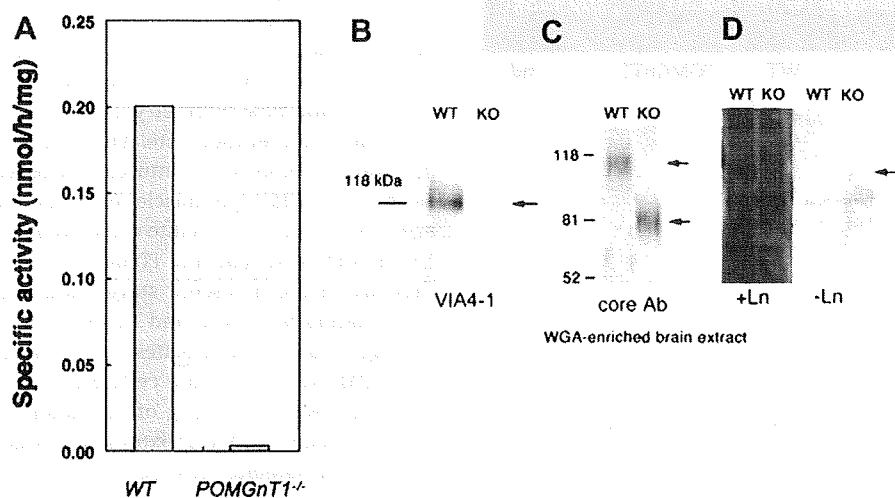 A
Specific activity (nmol/h/mg)
0.25
0.20
0.15
0.10
0.05
0.00
WT POMGnT1-/-
B
WT KO
118 kDa
VIA4-1
C
WT KO
118
81
52
core Ab
D
WT KO WT KO
+Ln -Ln
WGA-enriched brain extract